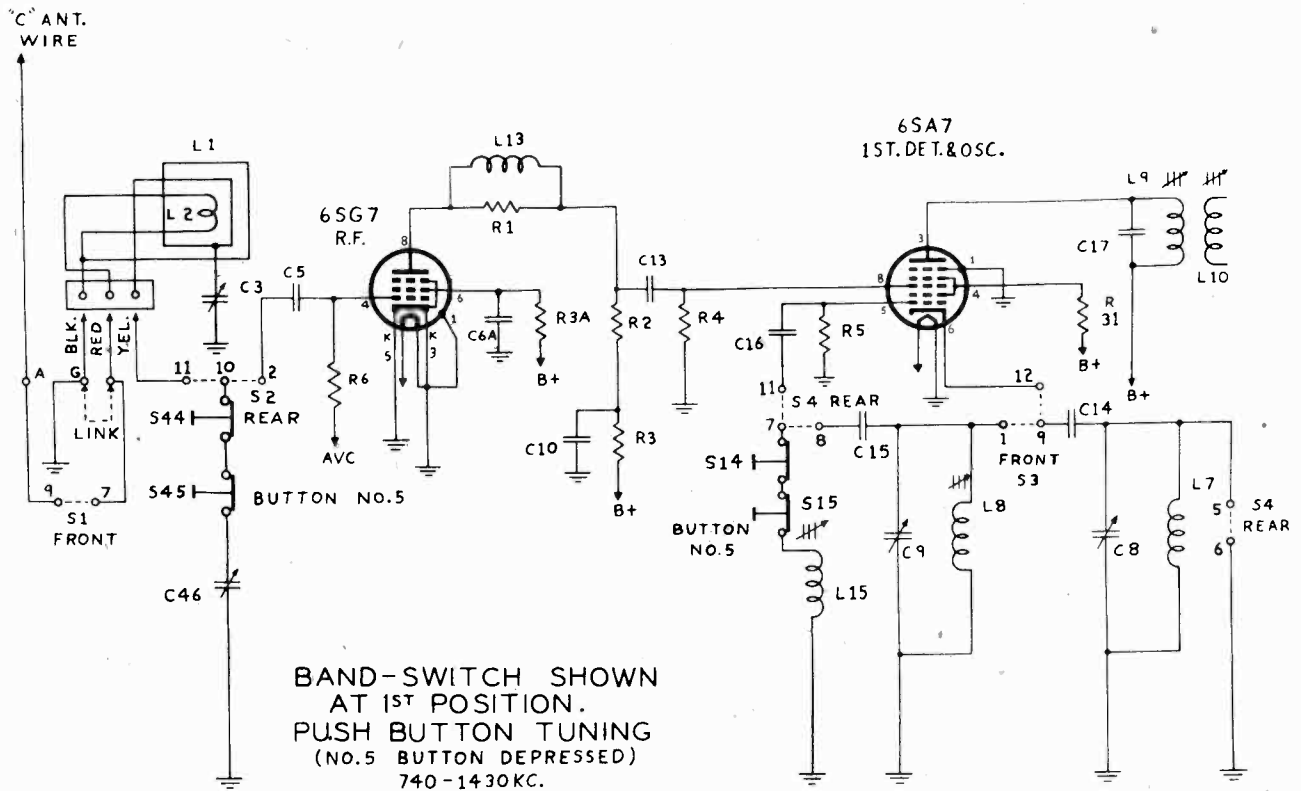 "C" ANT.
WIRE
L1
L2
C3
BLK.
RED
YEL.
A
G
LINK
9
7
S1
FRONT
11
10
2
S2
REAR
S44
S45
BUTTON NO.5
C46
C5
6SG7
R.F.
8
4
6
1
K
5
K
3
R6
AVC
L13
R1
C6A
R3A
B+
C13
R2
R4
C10
R3
B+
6SA7
1ST. DET.&OSC.
3
1
8
4
5
6
C16
R5
11
S4 REAR
7
8
C15
S14
S15
BUTTON
NO.5
L15
C9
L8
12
1
9
FRONT
S3
C14
C8
L7
5
6
S4
REAR
L9
C17
L10
R
31
B+
B+
BAND-SWITCH SHOWN
AT 1ST POSITION.
PUSH BUTTON TUNING
(NO.5 BUTTON DEPRESSED)
740-1430KC.